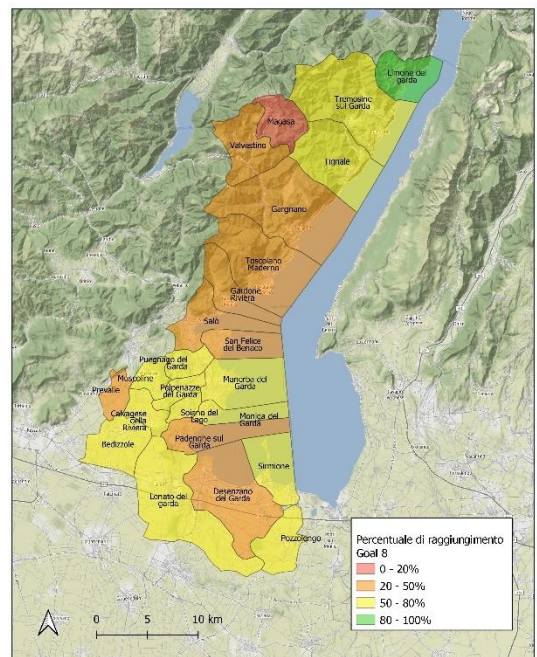 Limone del
garda
Tremosine
sul Garda
Magasa
Valvestino
Tignale
Gargnano
Toscolano
Maderno
Gardone
Riviera
Salò
San Felice
del Benaco
Puegnago del
Garda
Muscoline
Prevalle
Polpenazze
del Garda
Manerba del
Garda
Calvagese
della
Riviera
Soiano del
Lago
Moniga del
Garda
Padenghe sul
Garda
Bedizzole
Sirmione
Desenzano
del Garda
Lonato del
garda
Pozzolengo
Percentuale di raggiungimento
Goal 8
0 - 20%
20 - 50%
50 - 80%
80 - 100%
0 5 10 km